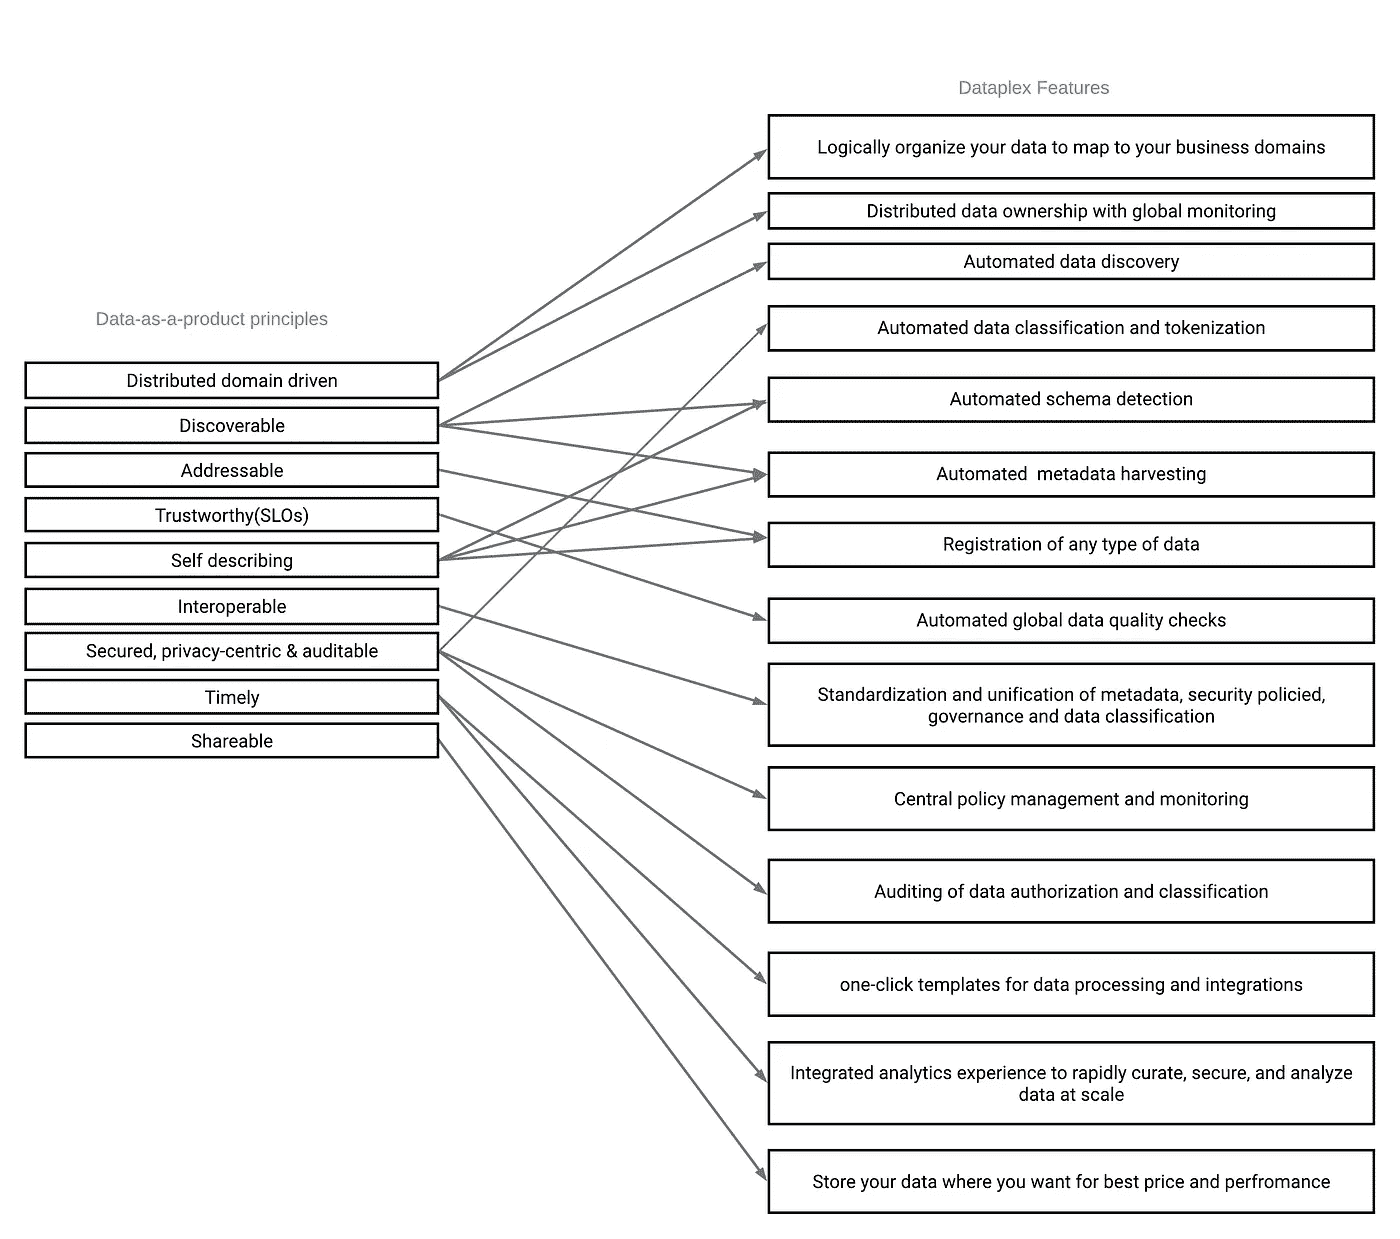 Dataplex Features
Logically organize your data to map to your business domains
Distributed data ownership with global monitoring
Automated data discovery
Automated data classification and tokenization
Automated schema detection
Automated  metadata harvesting
Registration of any type of data
Automated global data quality checks
Standardization and unification of metadata, security policied,
governance and data classification
Central policy management and monitoring
Auditing of data authorization and classification
one-click templates for data processing and integrations
Integrated analytics experience to rapidly curate, secure, and analyze
data at scale
Store your data where you want for best price and perfromance
Data-as-a-product principles
Distributed domain driven
Discoverable
Addressable
Trustworthy(SLOs)
Self describing
Interoperable
Secured, privacy-centric & auditable
Timely
Shareable